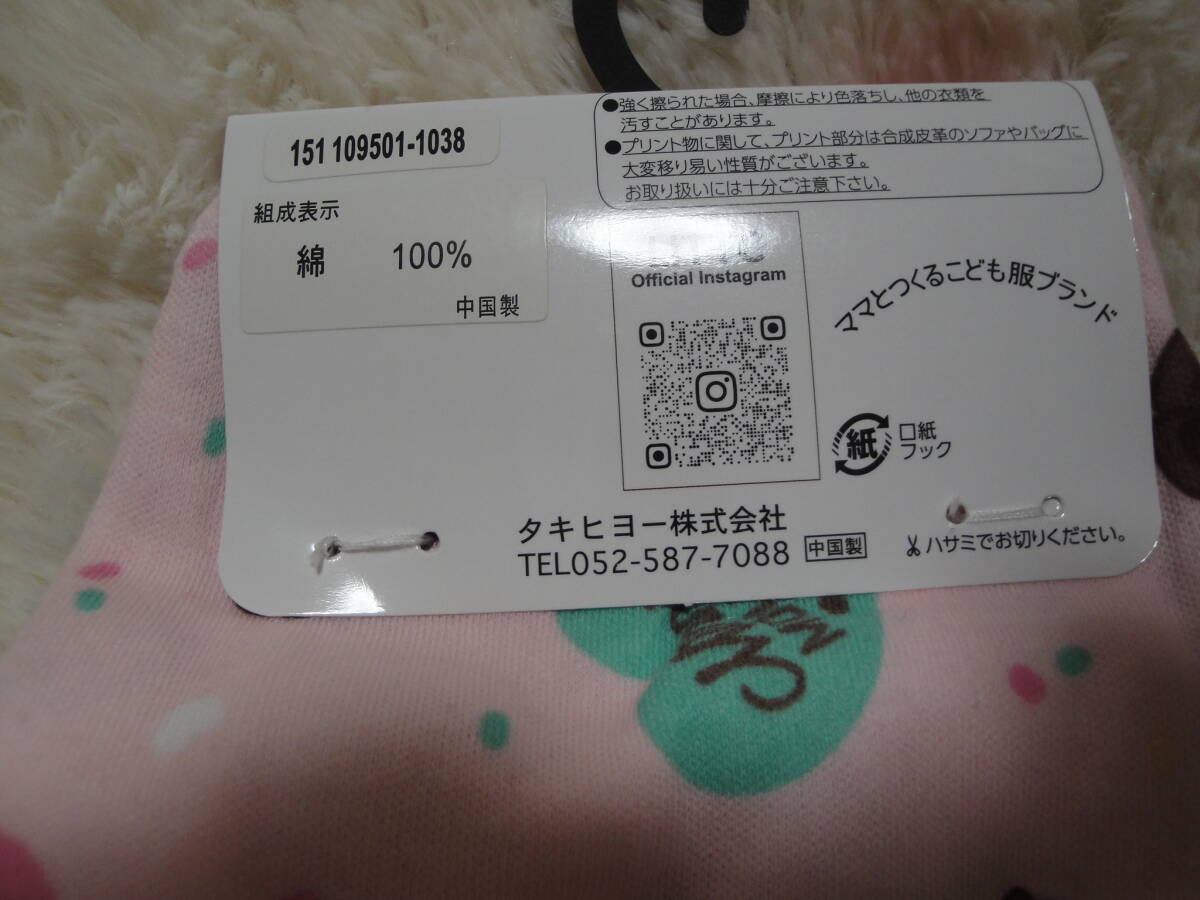 151 109501-1038
組成表示
綿 100%
中国製
●強く擦られた場合、摩擦により色落ちし、他の衣類を
汚すことがあります。
●プリント物に関して、プリント部分は合成皮革のソファやバッグに
大変移り易い性質がございます。
お取り扱いには十分ご注意下さい。
Official Instagram
ママとつくるこども服ブランド
紙
口紙
フック
タキヒヨー株式会社
TEL052-587-7088
中国製
ハサミでお切りください。